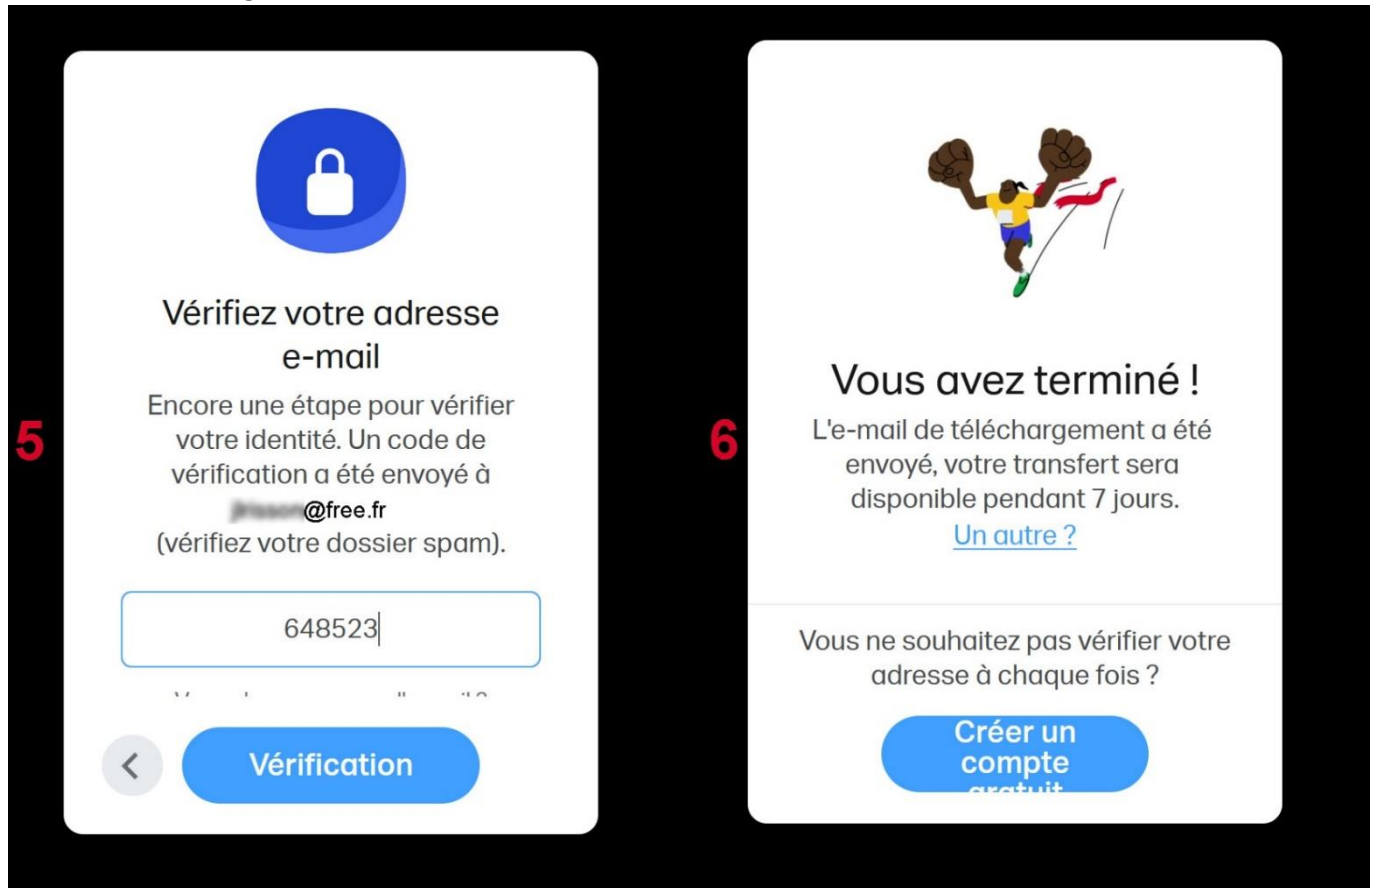 5
Vérifiez votre adresse
e-mail
Encore une étape pour vérifier
votre identité. Un code de
vérification a été envoyé à
@free.fr
(vérifiez votre dossier spam).
648523
Vérification
6
Vous avez terminé !
L'e-mail de téléchargement a été
envoyé, votre transfert sera
disponible pendant 7 jours.
Un autre ?
Vous ne souhaitez pas vérifier votre
adresse à chaque fois ?
Créer un
compte
gratuit